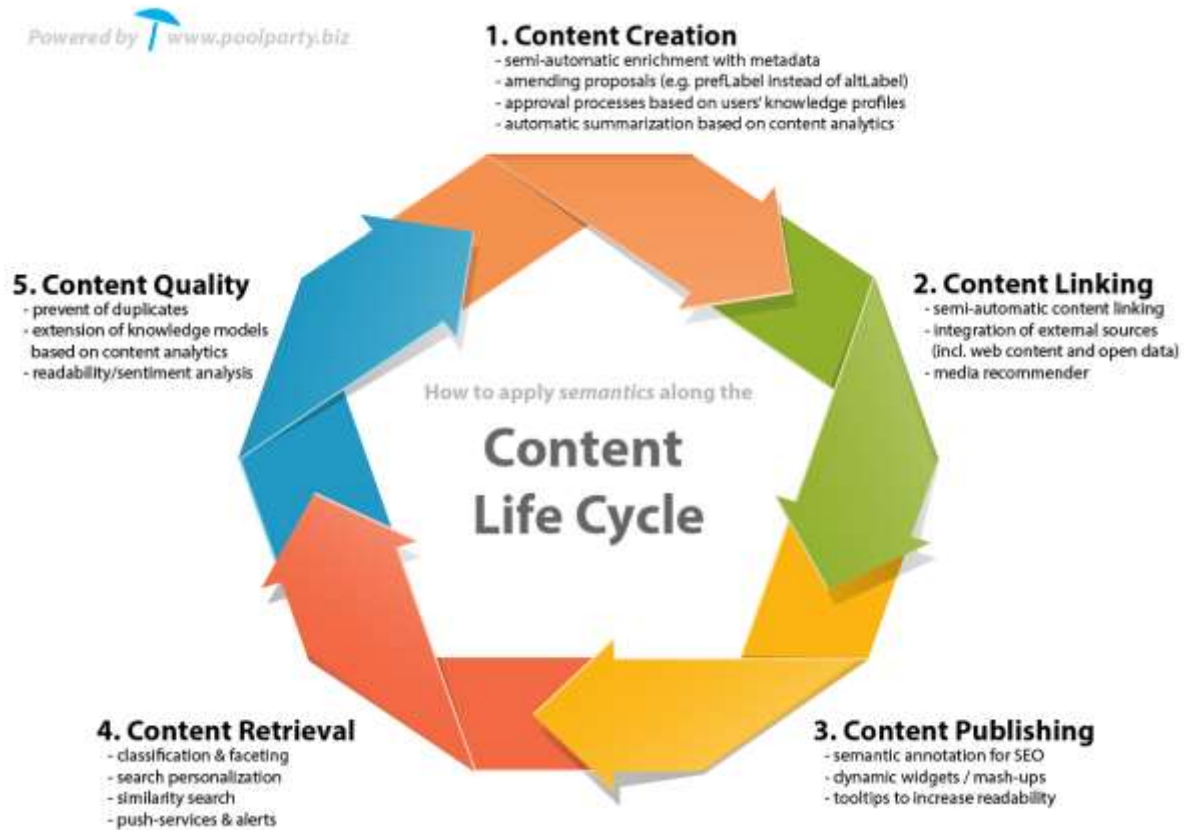 Powered by www.poolparty.biz
1. Content Creation
- semi-automatic enrichment with metadata
- amending proposals (e.g. prefLabel instead of altLabel)
- approval processes based on users' knowledge profiles
- automatic summarization based on content analytics
2. Content Linking
- semi-automatic content linking
- integration of external sources
(incl. web content and open data)
- media recommender
5. Content Quality
- prevent of duplicates
- extension of knowledge models
based on content analytics
- readability/sentiment analysis
How to apply semantics along the
Content
Life Cycle
3. Content Publishing
- semantic annotation for SEO
- dynamic widgets / mash-ups
- tooltips to increase readability
4. Content Retrieval
- classification & faceting
- search personalization
- similarity search
- push-services & alerts